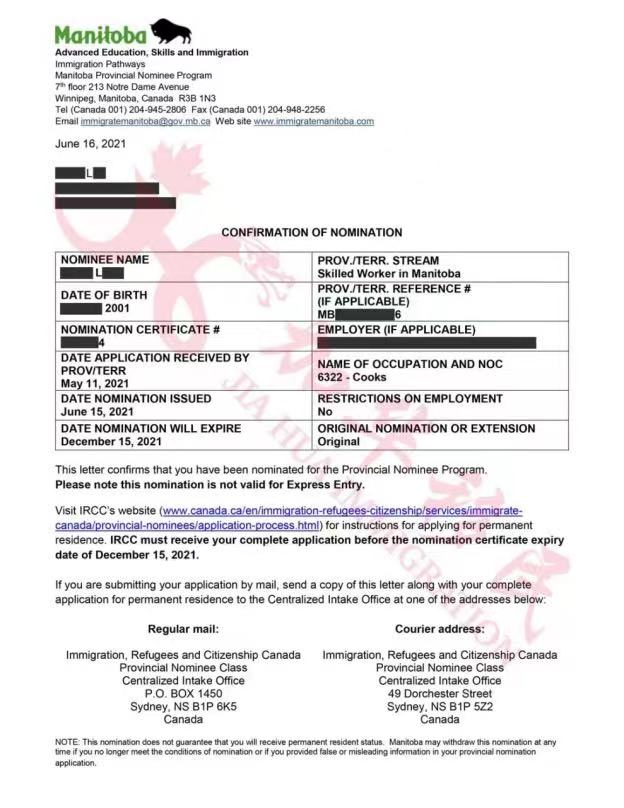 Manitoba
Advanced Education, Skills and Immigration
Immigration Pathways
Manitoba Provincial Nominee Program
7th floor 213 Notre Dame Avenue
Winnipeg, Manitoba, Canada R3B 1N3
Tel (Canada 001) 204-945-2806 Fax (Canada 001) 204-948-2256
Email immigratemanitoba@gov.mb.ca Web site www.immigratemanitoba.com
June 16, 2021
L
CONFIRMATION OF NOMINATION
NOMINEE NAME
L
PROV./TERR. STREAM
Skilled Worker in Manitoba
DATE OF BIRTH
2001
PROV./TERR. REFERENCE #
(IF APPLICABLE)
MB 6
NOMINATION CERTIFICATE #
4
EMPLOYER (IF APPLICABLE)
DATE APPLICATION RECEIVED BY
PROV/TERR
May 11, 2021
NAME OF OCCUPATION AND NOC
6322 - Cooks
DATE NOMINATION ISSUED
June 15, 2021
RESTRICTIONS ON EMPLOYMENT
No
DATE NOMINATION WILL EXPIRE
December 15, 2021
ORIGINAL NOMINATION OR EXTENSION
Original
This letter confirms that you have been nominated for the Provincial Nominee Program.
Please note this nomination is not valid for Express Entry.
Visit IRCC's website (www.canada.ca/en/immigration-refugees-citizenship/services/immigrate-
canada/provincial-nominees/application-process.html) for instructions for applying for permanent
residence. IRCC must receive your complete application before the nomination certificate expiry
date of December 15, 2021.
If you are submitting your application by mail, send a copy of this letter along with your complete
application for permanent residence to the Centralized Intake Office at one of the addresses below:
Regular mail:
Immigration, Refugees and Citizenship Canada
Provincial Nominee Class
Centralized Intake Office
P.O. BOX 1450
Sydney, NS B1P 6K5
Canada
Courier address:
Immigration, Refugees and Citizenship Canada
Provincial Nominee Class
Centralized Intake Office
49 Dorchester Street
Sydney, NS B1P 5Z2
Canada
NOTE: This nomination does not guarantee that you will receive permanent resident status. Manitoba may withdraw this nomination at any
time if you no longer meet the conditions of nomination or if you provided false or misleading information in your provincial nomination
application.
加华移民
JIA HUA IMMIGRATION